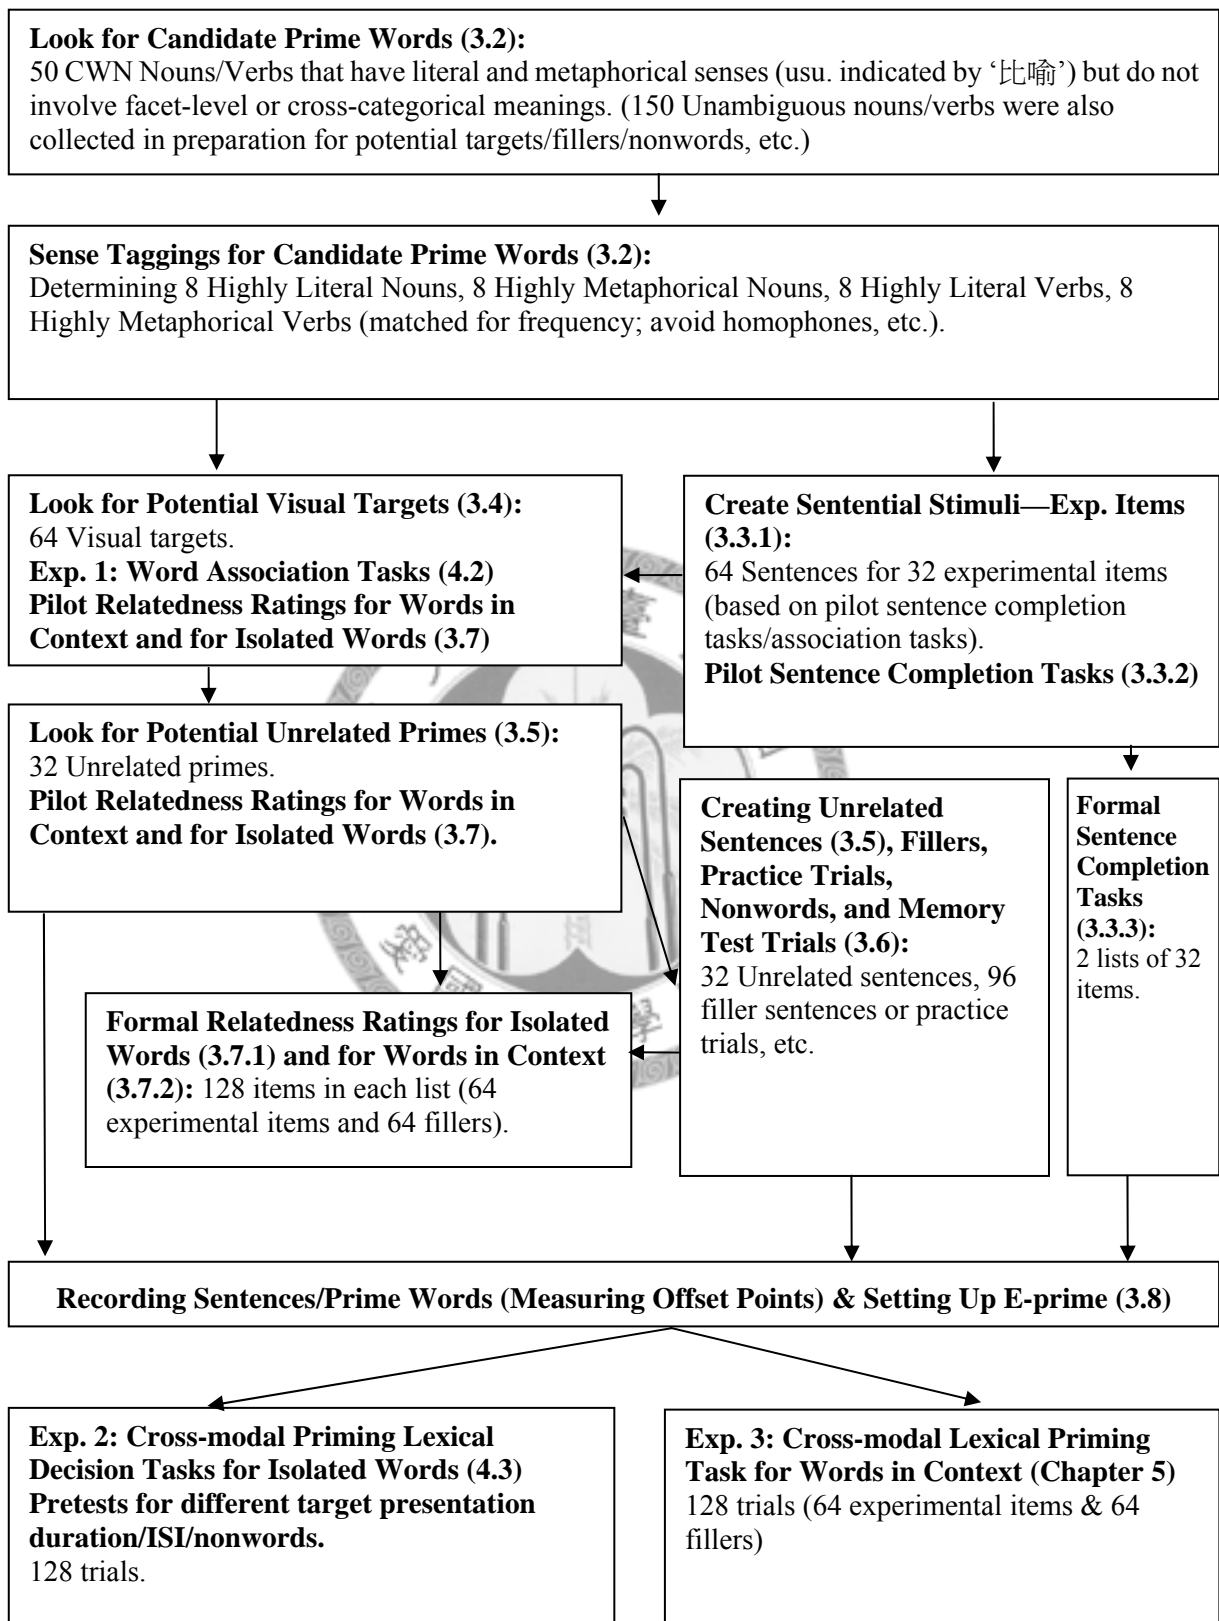 Look for Candidate Prime Words (3.2):
50 CWN Nouns/Verbs that have literal and metaphorical senses (usu. indicated by ‘比喻’) but do not
involve facet-level or cross-categorical meanings. (150 Unambiguous nouns/verbs were also
collected in preparation for potential targets/fillers/nonwords, etc.)
Sense Taggings for Candidate Prime Words (3.2):
Determining 8 Highly Literal Nouns, 8 Highly Metaphorical Nouns, 8 Highly Literal Verbs, 8
Highly Metaphorical Verbs (matched for frequency; avoid homophones, etc.).
Look for Potential Visual Targets (3.4):
64 Visual targets.
Exp. 1: Word Association Tasks (4.2)
Pilot Relatedness Ratings for Words in
Context and for Isolated Words (3.7)
Create Sentential Stimuli—Exp. Items
(3.3.1):
64 Sentences for 32 experimental items
(based on pilot sentence completion
tasks/association tasks).
Pilot Sentence Completion Tasks (3.3.2)
Look for Potential Unrelated Primes (3.5):
32 Unrelated primes.
Pilot Relatedness Ratings for Words in
Context and for Isolated Words (3.7).
Creating Unrelated
Sentences (3.5), Fillers,
Practice Trials,
Nonwords, and Memory
Test Trials (3.6):
32 Unrelated sentences, 96
filler sentences or practice
trials, etc.
Formal
Sentence
Completion
Tasks
(3.3.3):
2 lists of 32
items.
Formal Relatedness Ratings for Isolated
Words (3.7.1) and for Words in Context
(3.7.2): 128 items in each list (64
experimental items and 64 fillers).
Recording Sentences/Prime Words (Measuring Offset Points) & Setting Up E-prime (3.8)
Exp. 2: Cross-modal Priming Lexical
Decision Tasks for Isolated Words (4.3)
Pretests for different target presentation
duration/ISI/nonwords.
128 trials.
Exp. 3: Cross-modal Lexical Priming
Task for Words in Context (Chapter 5)
128 trials (64 experimental items & 64
fillers)
臺
愛
國
學